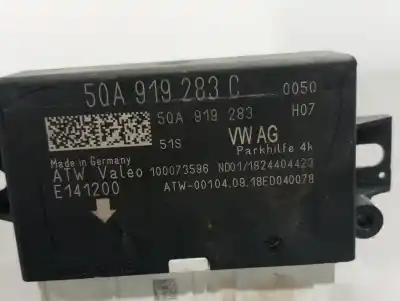 5QA 919 283 C 0050
5QA 919 283 H07
51S VW AG
Parkhilfe 4k
Made in Germany
ATW Valeo 100073596 ND01/1824404423
E141200 ATW-00104.09.18ED040078